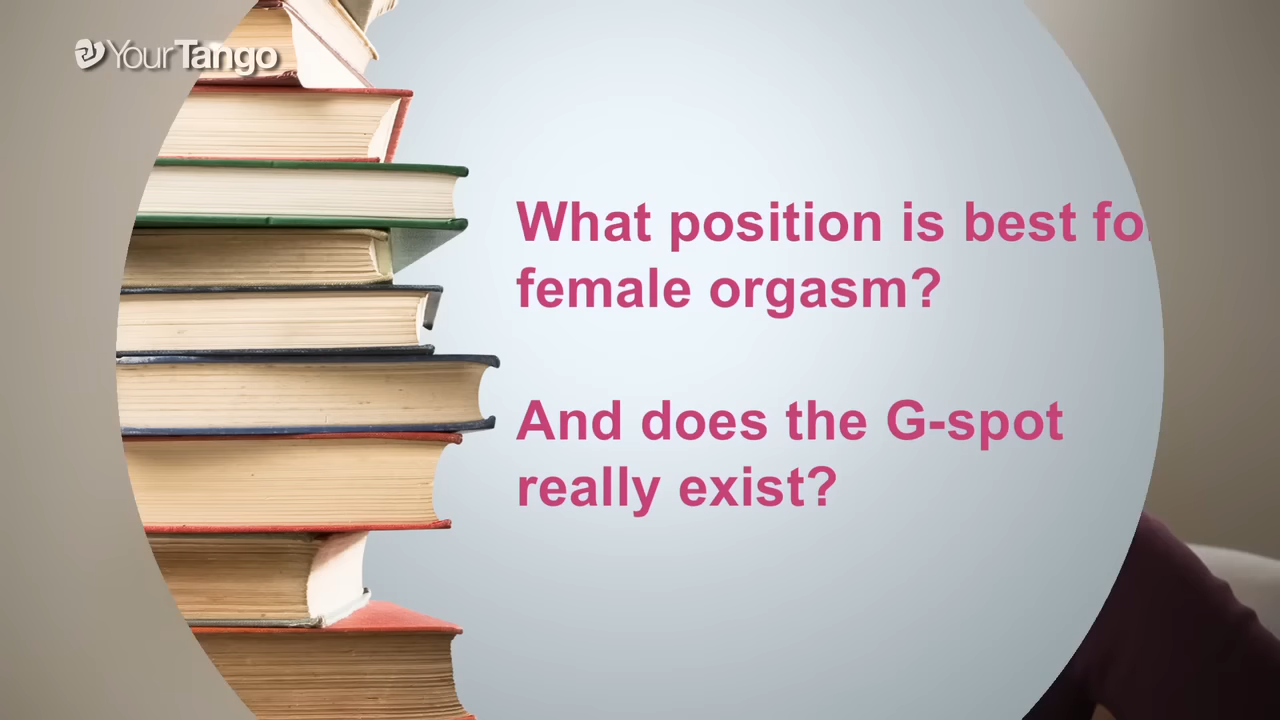 YourTango
What position is best fo
female orgasm?
And does the G-spot
really exist?